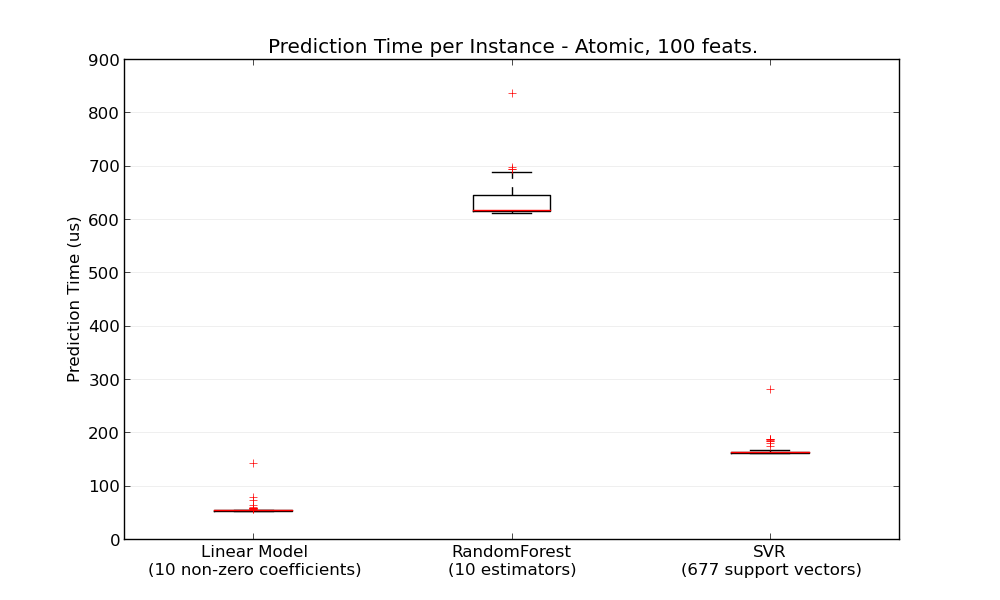 Prediction Time per Instance - Atomic, 100 feats.
900
800
700
600
500
400
300
200
100
0
Prediction Time (us)
Linear Model
(10 non-zero coefficients)
RandomForest
(10 estimators)
SVR
(677 support vectors)